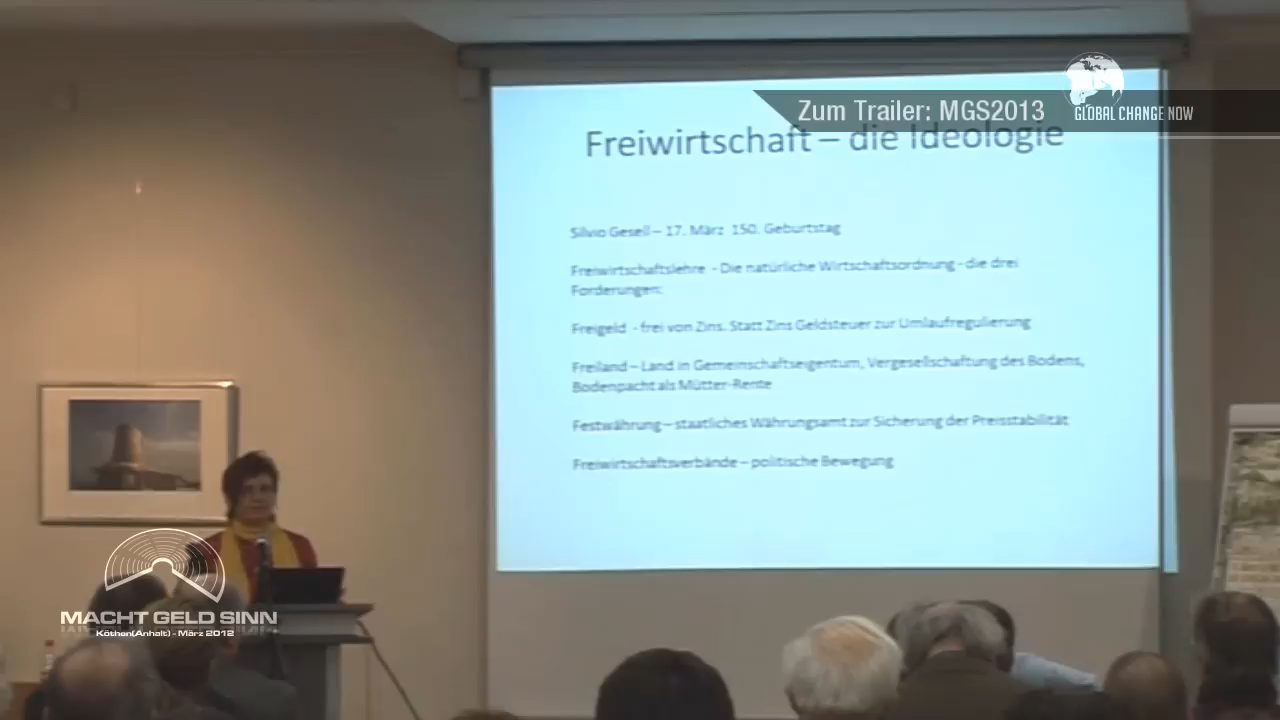 Zum Trailer: MGS2013
GLOBAL CHANGE NOW
Freiwirtschaft – die Ideologie
Silvio Gesell – 17. März 150. Geburtstag
Freiwirtschaftslehre - Die natürliche Wirtschaftsordnung - die drei
Forderungen:
Freigeld - frei von Zins. Statt Zins Geldsteuer zur Umlaufregulierung
Freiland – Land in Gemeinschaftseigentum, Vergesellschaftung des Bodens,
Bodenpacht als Mütter-Rente
Festwährung – staatliches Währungsamt zur Sicherung der Preisstabilität
Freiwirtschaftsverbände – politische Bewegung
MACHT GELD SINN
Köthen(Anhalt) - März 2012